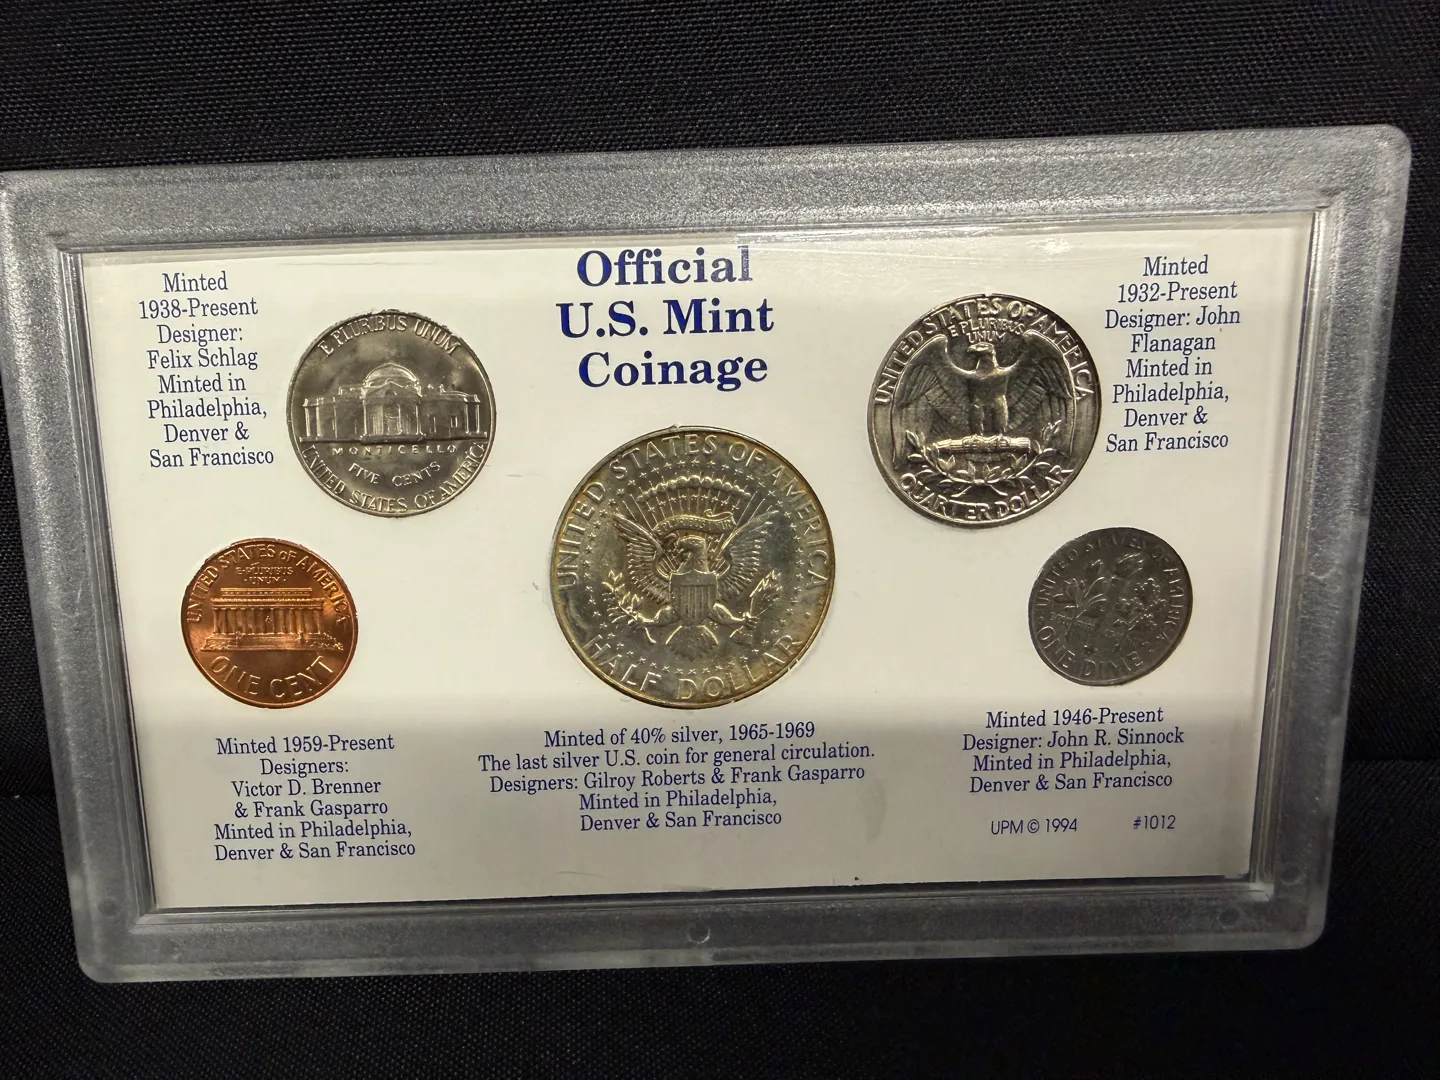 Official
U.S. Mint
Coinage
Minted
1938-Present
Designer:
Felix Schlag
Minted in
Philadelphia,
Denver &
San Francisco
E PLURIBUS UNUM
MONTICELLO
FIVE CENTS
UNITED STATES OF AMERICA
UNITED STATES OF AMERICA
E PLURIBUS
UNUM
QUARTER DOLLAR
Minted
1932-Present
Designer: John
Flanagan
Minted in
Philadelphia,
Denver &
San Francisco
UNITED STATES OF AMERICA
E·PLURIBUS
·UNUM·
ONE CENT
UNITED STATES OF AMERICA
HALF DOLLAR
UNITED STATES OF AMERICA
ONE DIME
Minted 1959-Present
Designers:
Victor D. Brenner
& Frank Gasparro
Minted in Philadelphia,
Denver & San Francisco
Minted of 40% silver, 1965-1969
The last silver U.S. coin for general circulation.
Designers: Gilroy Roberts & Frank Gasparro
Minted in Philadelphia,
Denver & San Francisco
Minted 1946-Present
Designer: John R. Sinnock
Minted in Philadelphia,
Denver & San Francisco
UPM © 1994 #1012